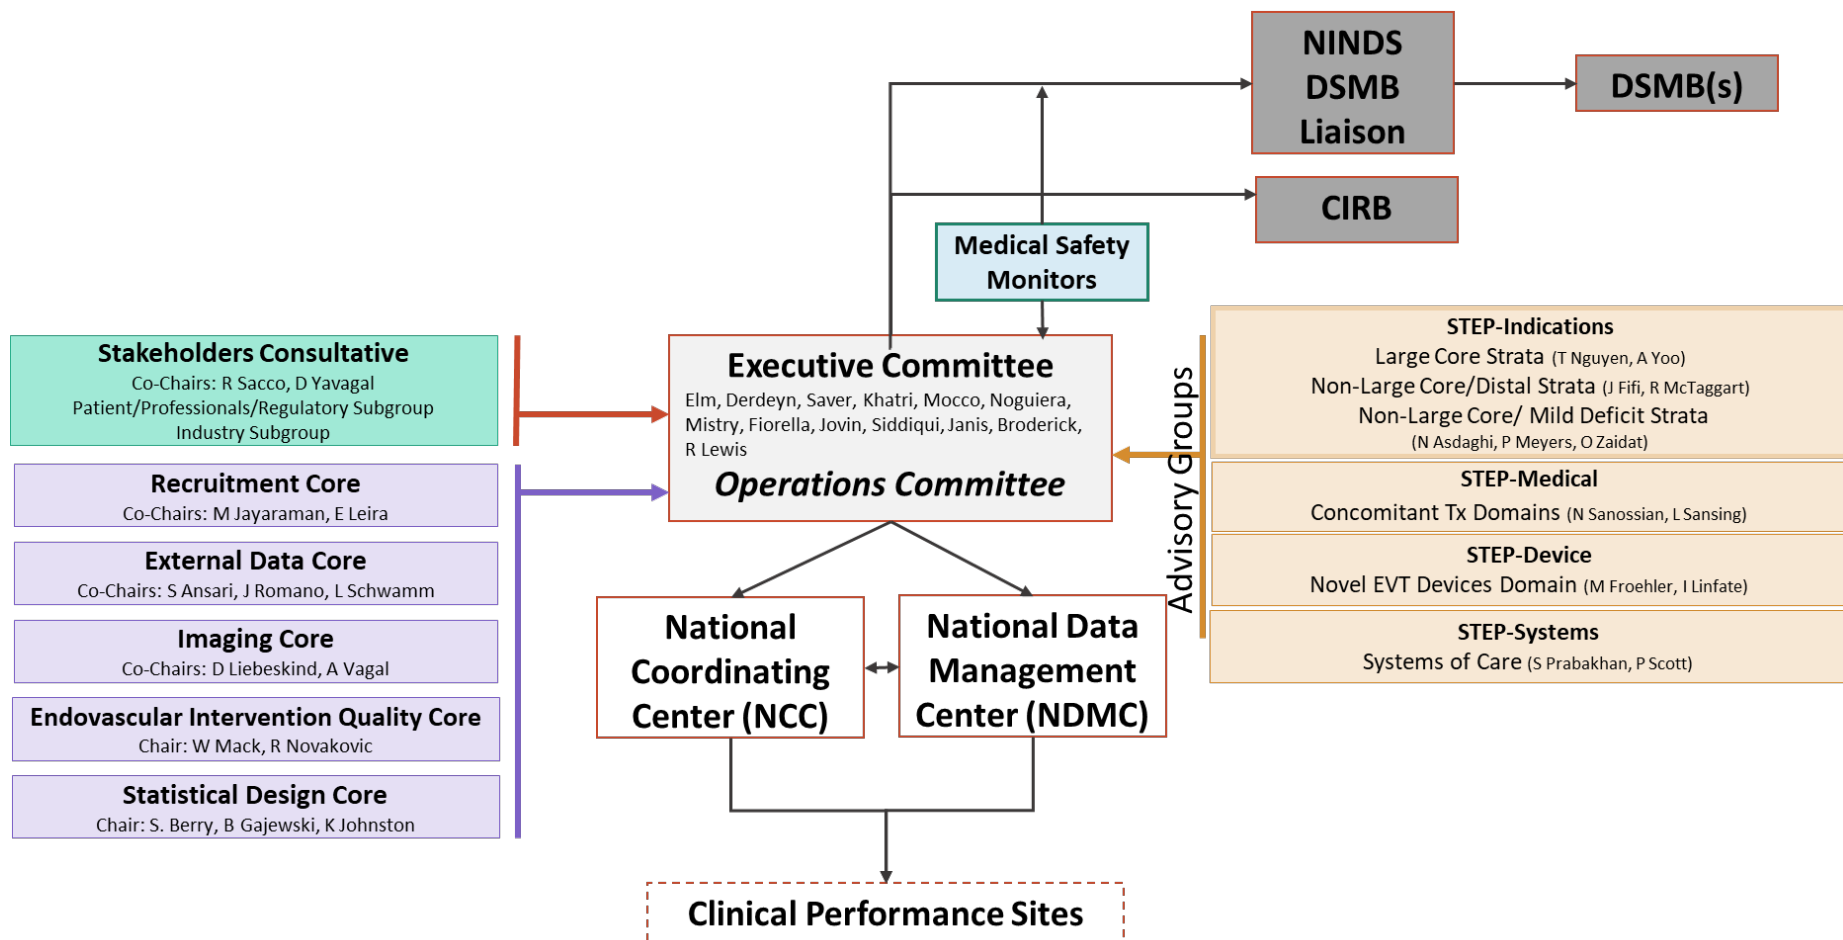 NINDS
DSMB
Liaison
DSMB(s)
CIRB
Medical Safety
Monitors
Stakeholders Consultative
Co-Chairs: R Sacco, D Yavagal
Patient/Professionals/Regulatory Subgroup
Industry Subgroup
Recruitment Core
Co-Chairs: M Jayaraman, E Leira
External Data Core
Co-Chairs: S Ansari, J Romano, L Schwamm
Imaging Core
Co-Chairs: D Liebeskind, A Vagal
Endovascular Intervention Quality Core
Chair: W Mack, R Novakovic
Statistical Design Core
Chair: S. Berry, B Gajewski, K Johnston
Executive Committee
Elm, Derdeyn, Saver, Khatri, Mocco, Noguiera,
Mistry, Fiorella, Jovin, Siddiqui, Janis, Broderick,
R Lewis
Operations Committee
National
Coordinating
Center (NCC)
National Data
Management
Center (NDMC)
Clinical Performance Sites
Advisory Groups
STEP-Indications
Large Core Strata (T Nguyen, A Yoo)
Non-Large Core/Distal Strata (J Fifi, R McTaggart)
Non-Large Core/ Mild Deficit Strata
(N Asdaghi, P Meyers, O Zaidat)
STEP-Medical
Concomitant Tx Domains (N Sanossian, L Sansing)
STEP-Device
Novel EVT Devices Domain (M Froehler, I Linfate)
STEP-Systems
Systems of Care (S Prabakhan, P Scott)